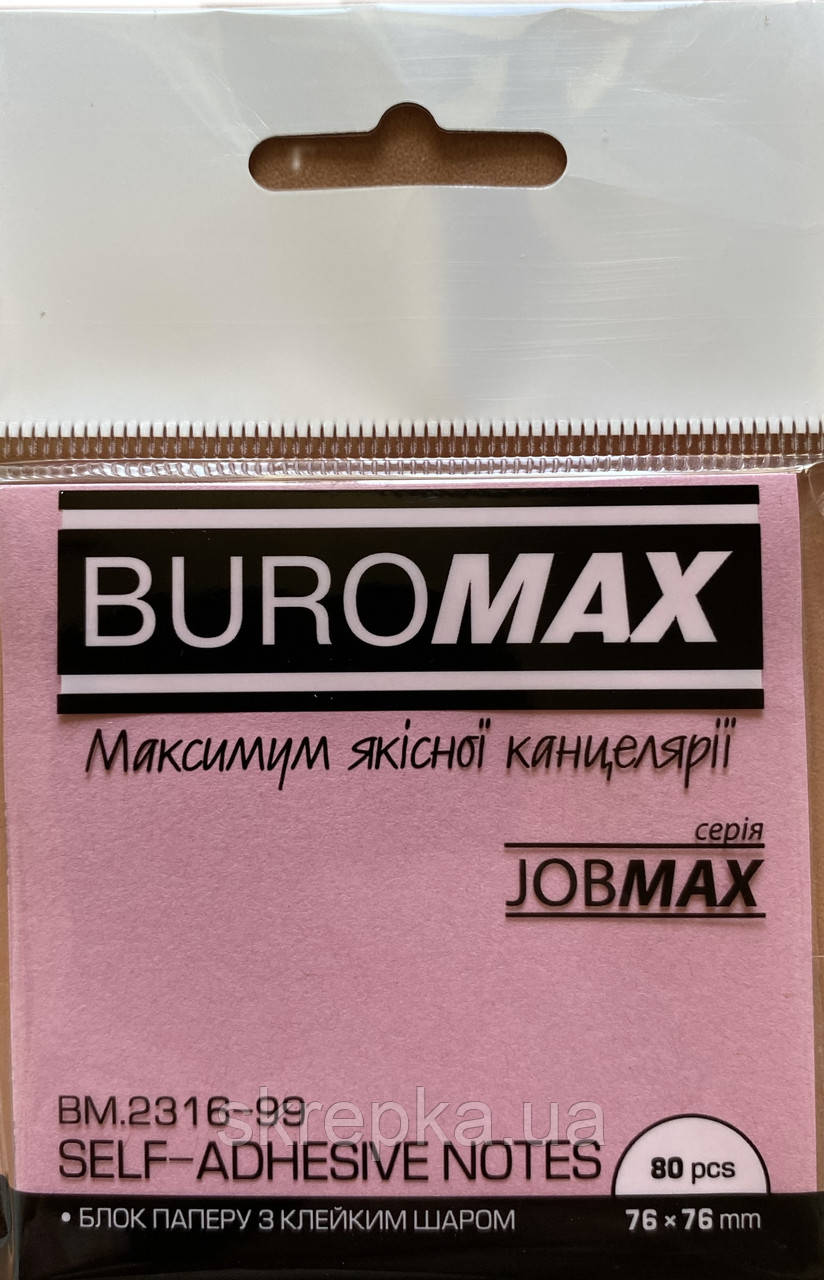 BUROMAX
Максимум якісної канцелярії
серія
JOBMAX
BM.2316-99
skrepka.ua
SELF-ADHESIVE NOTES
80 pcs
• БЛОК ПАПЕРУ З КЛЕЙКИМ ШАРОМ
76 × 76 mm